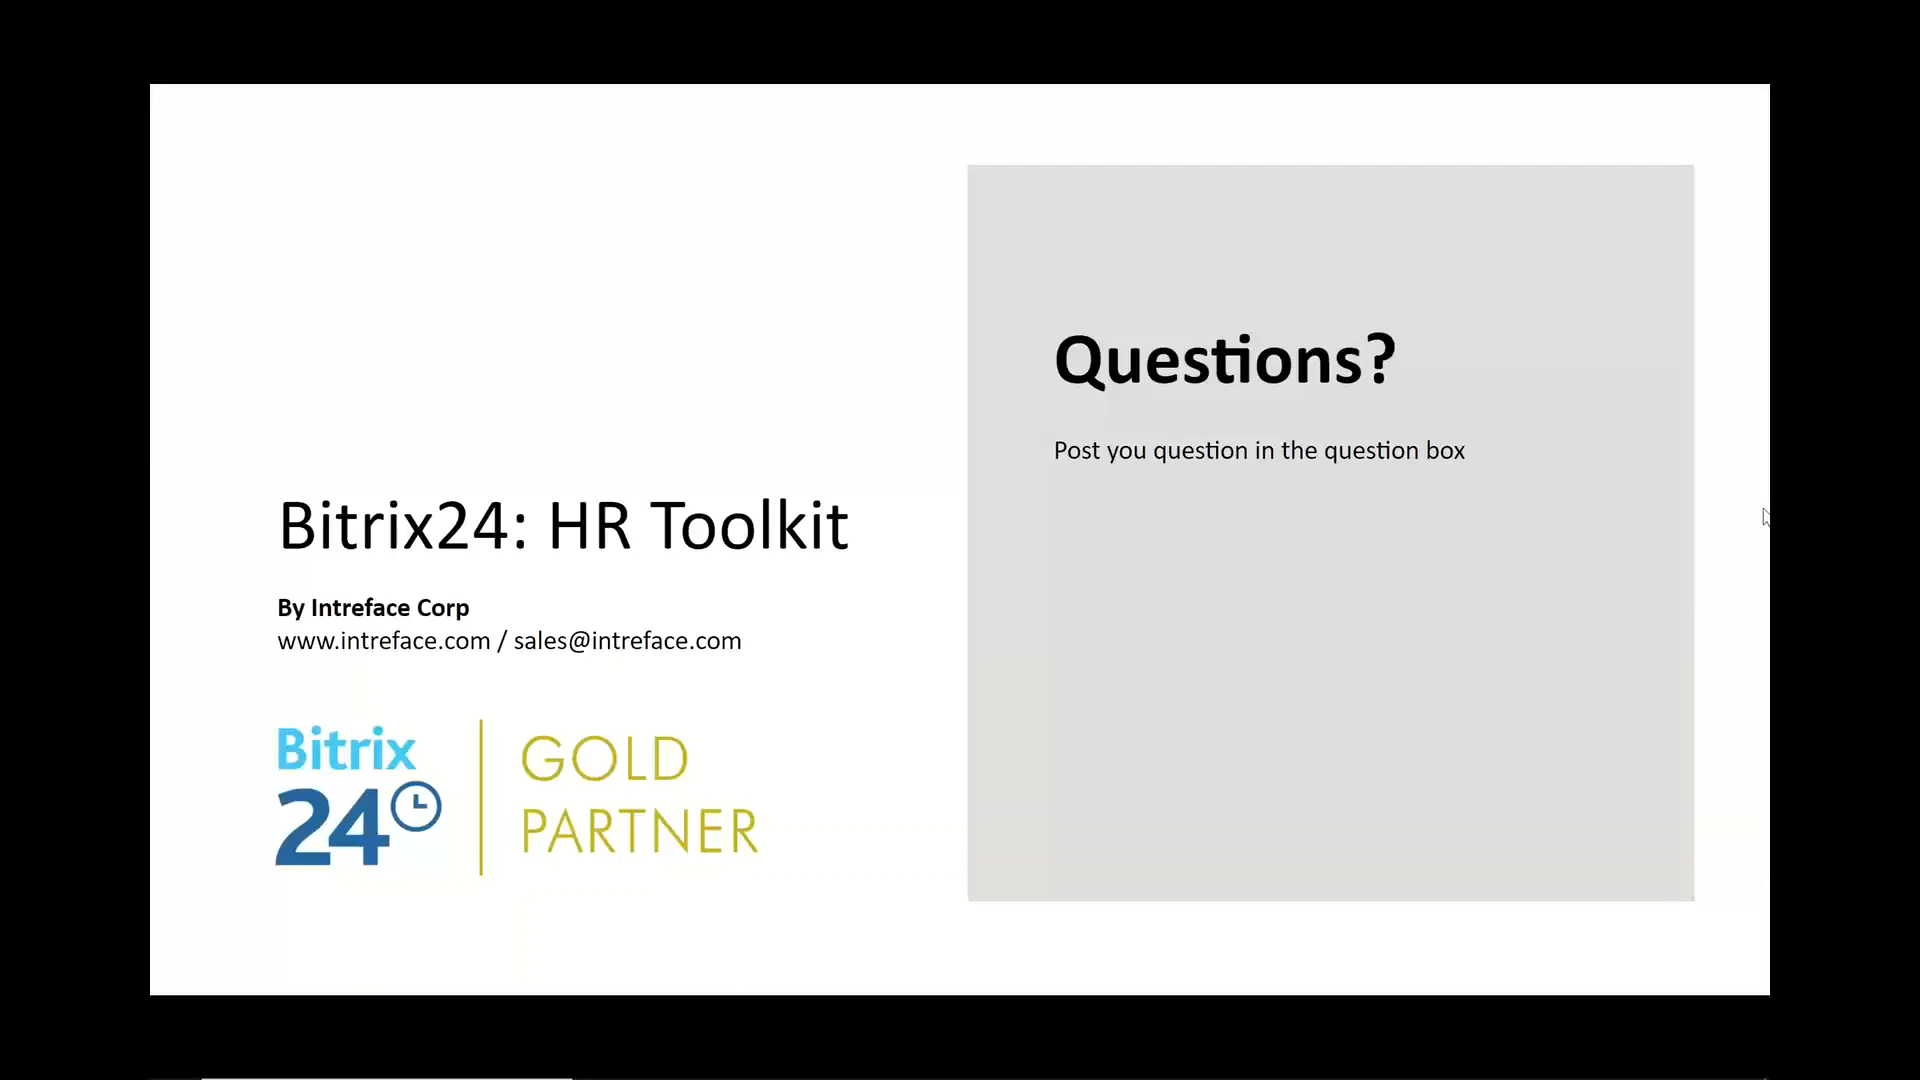 Bitrix24: HR Toolkit
By Intreface Corp
www.intreface.com / sales@intreface.com
Bitrix
24
GOLD
PARTNER
Questions?
Post you question in the question box